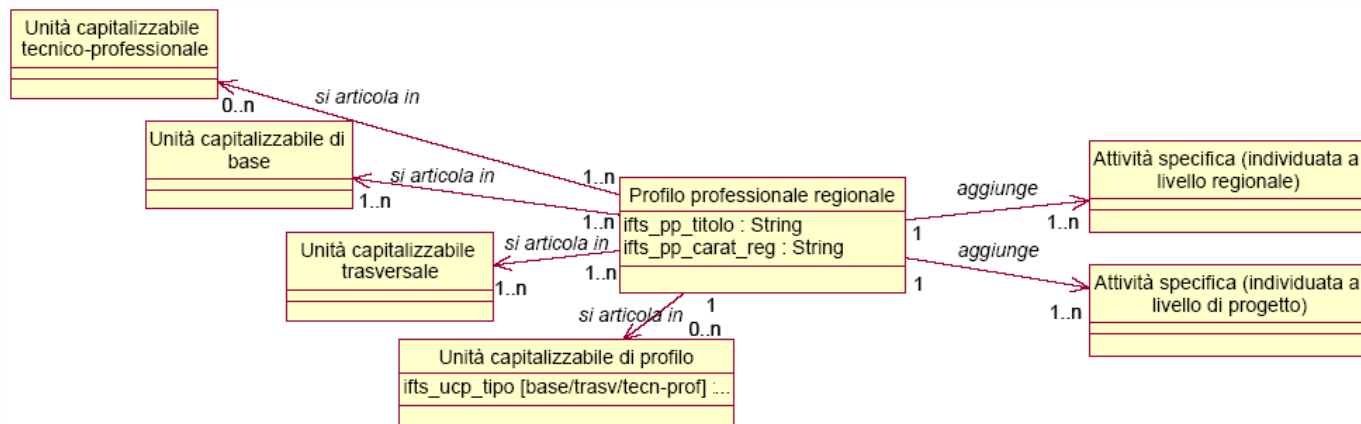 Unità capitalizzabile
tecnico-professionale
0..n
si articola in
1..n
Unità capitalizzabile di
base
1..n
si articola in
1..n
Unità capitalizzabile
trasversale
1..n
si articola in
1..n
Profilo professionale regionale
ifts_pp_titolo : String
ifts_pp_carat_reg : String
1
si articola in
0..n
Unità capitalizzabile di profilo
ifts_ucp_tipo [base/trasv/tecn-prof] :...
aggiunge
1
1..n
Attività specifica (individuata a
livello regionale)
aggiunge
1
1..n
Attività specifica (individuata a
livello di progetto)